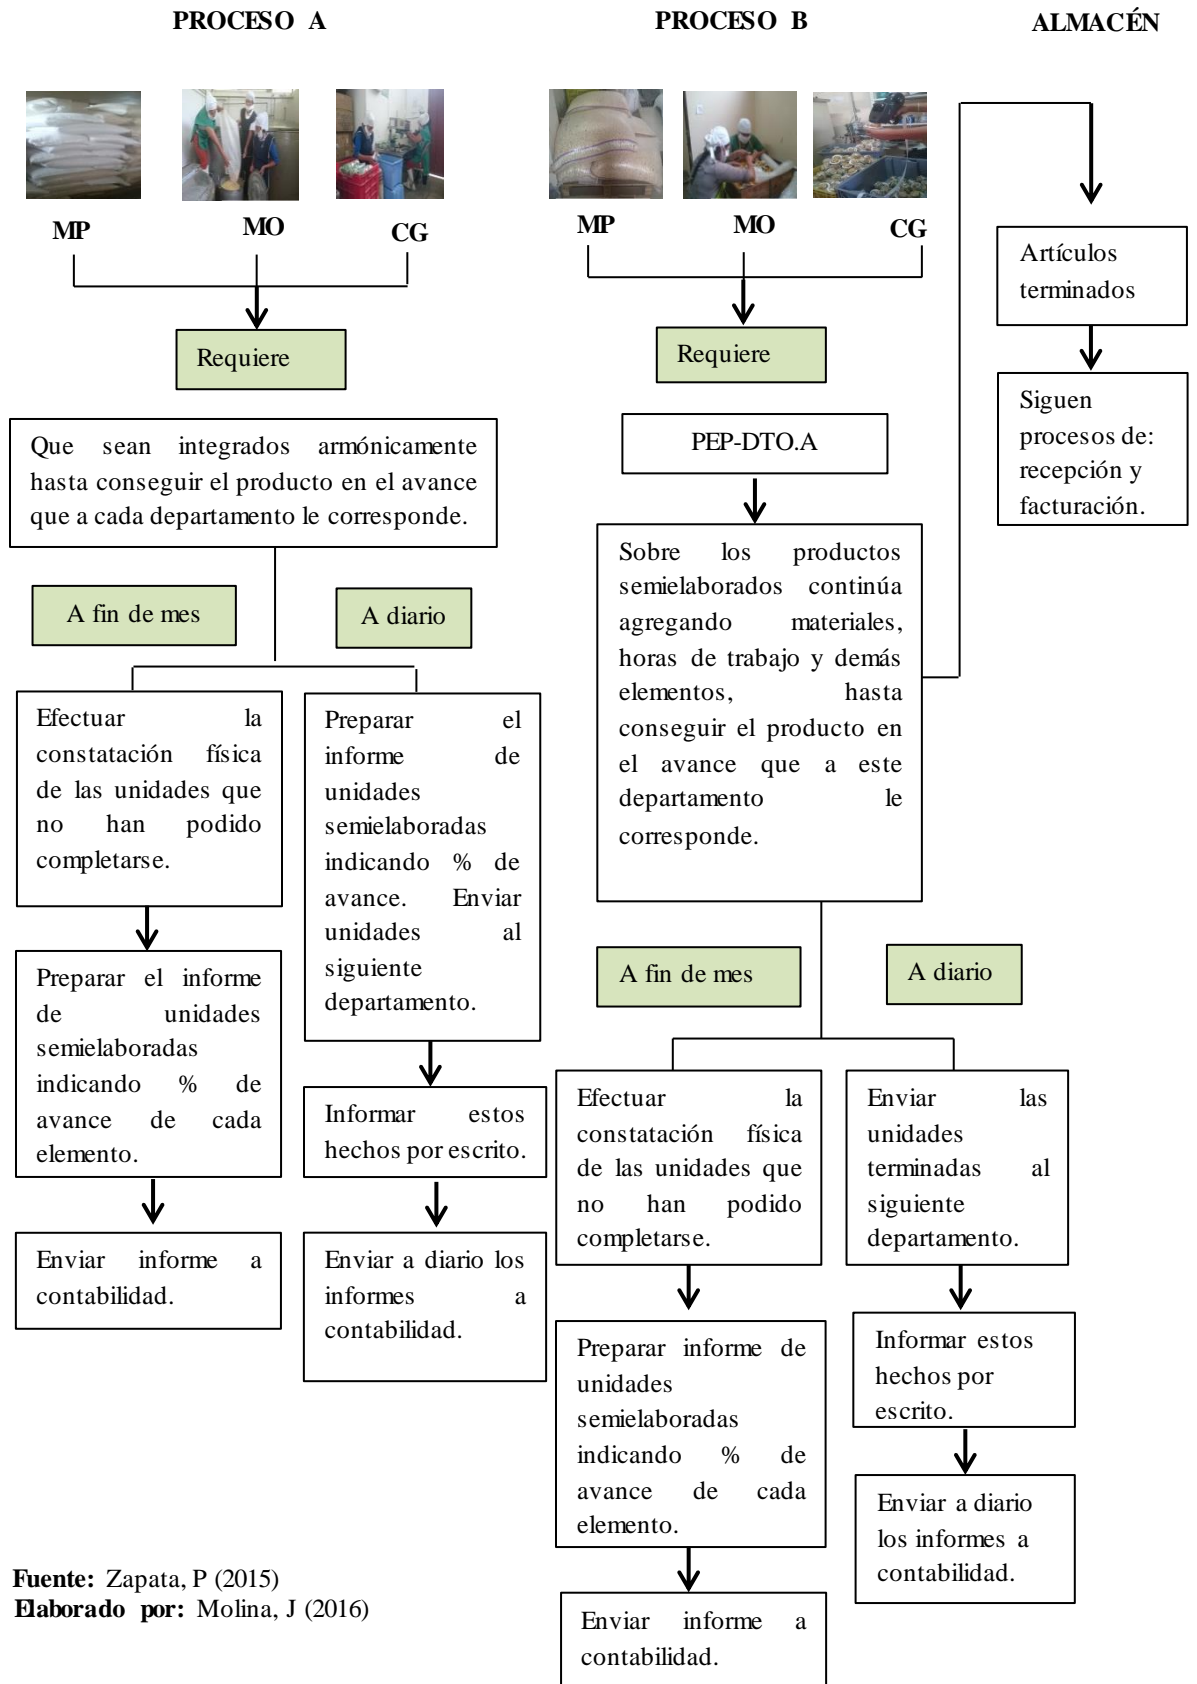 PROCESO A
MP
MO
CG
Requiere
Que sean integrados armónicamente
hasta conseguir el producto en el avance
que a cada departamento le corresponde.
A fin de mes
A diario
Efectuar la
constatación física
de las unidades que
no han podido
completarse.
Preparar el informe
de unidades
semielaboradas
indicando % de
avance de cada
elemento.
Enviar informe a
contabilidad.
Preparar el
informe de
unidades
semielaboradas
indicando % de
avance. Enviar
unidades al
siguiente
departamento.
Informar estos
hechos por escrito.
Enviar a diario los
informes a
contabilidad.
PROCESO B
MP
MO
CG
Requiere
PEP-DTO.A
Sobre los productos
semielaborados continúa
agregando materiales,
horas de trabajo y demás
elementos, hasta
conseguir el producto en
el avance que a este
departamento le
corresponde.
A fin de mes
A diario
Efectuar la
constatación física
de las unidades que
no han podido
completarse.
Preparar informe de
unidades
semielaboradas
indicando % de
avance de cada
elemento.
Enviar informe a
contabilidad.
Enviar las
unidades
terminadas al
siguiente
departamento.
Informar estos
hechos por
escrito.
Enviar a diario
los informes a
contabilidad.
ALMACÉN
Artículos
terminados
Siguen
procesos de:
recepción y
facturación.
Fuente: Zapata, P (2015)
Elaborado por: Molina, J (2016)